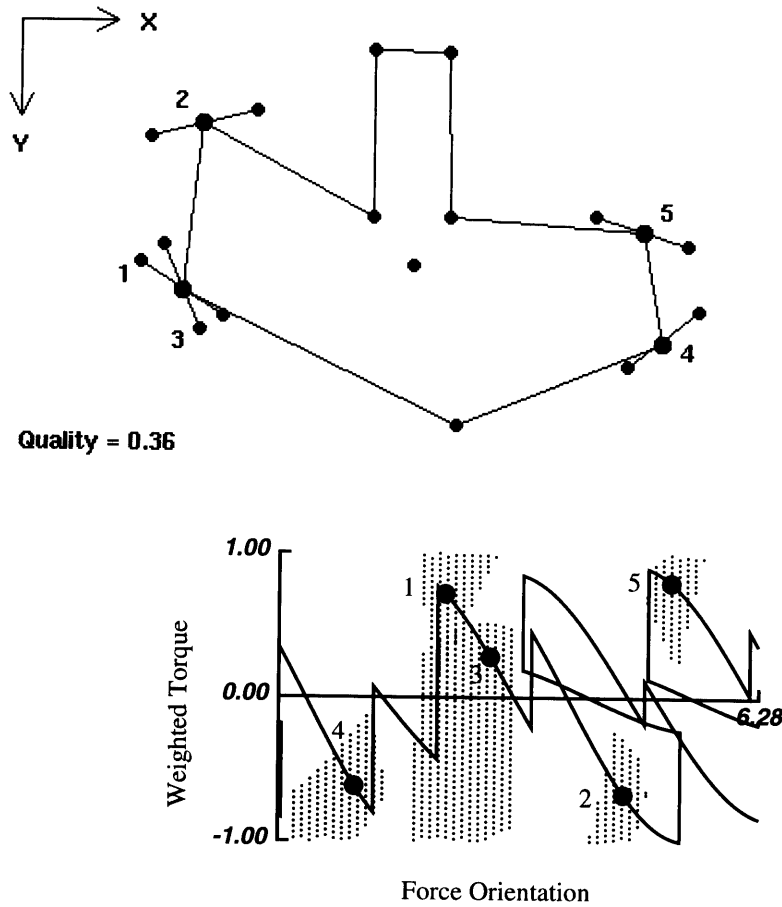 X
Y
2
5
1
3
4
Quality = 0.36
1.00
0.00
-1.00
6.28
Weighted Torque
1
5
3
4
2
Force Orientation